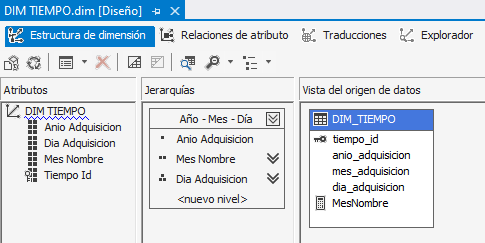 DIM TIEMPO.dim [Diseño]
Estructura de dimensión
Relaciones de atributo
Traducciones
Explorador
Atributos
DIM TIEMPO
Anio Adquisicion
Dia Adquisicion
Mes Nombre
Tiempo Id
Jerarquías
Año - Mes - Día
Anio Adquisicion
Mes Nombre
Dia Adquisicion
<nuevo nivel>
Vista del origen de datos
DIM_TIEMPO
tiempo_id
anio_adquisicion
mes_adquisicion
dia_adquisicion
MesNombre